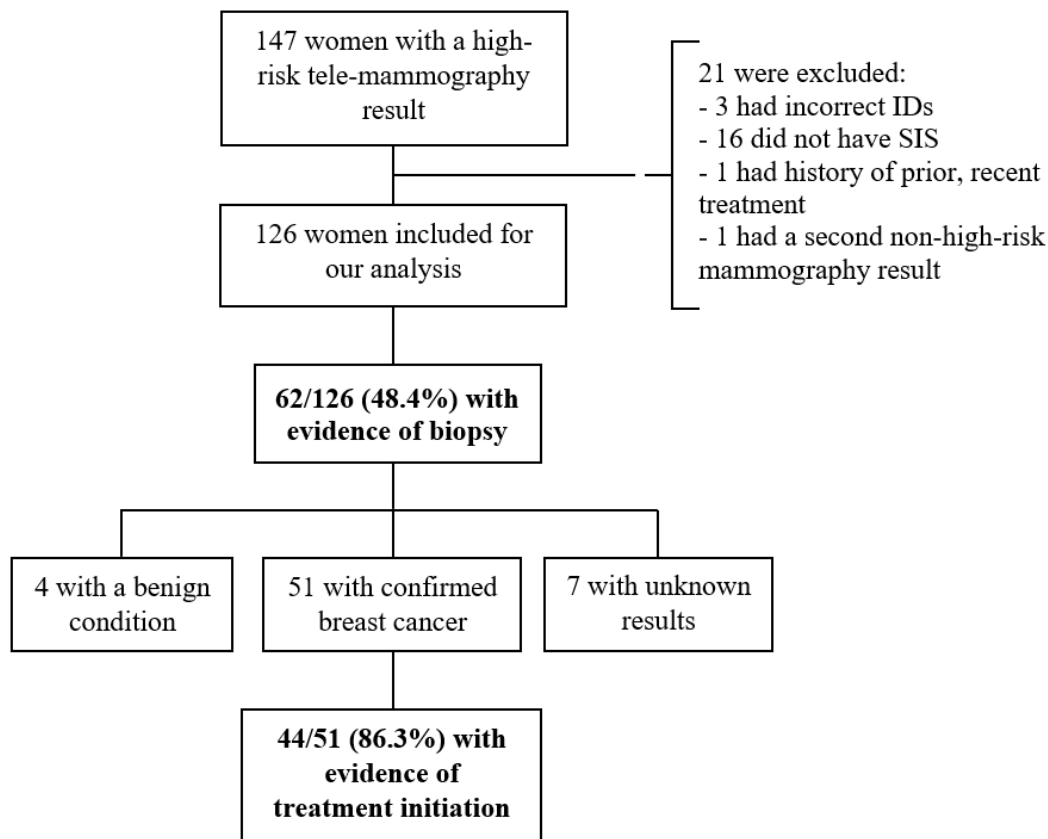 147 women with a high-
risk tele-mammography
result
21 were excluded:
- 3 had incorrect IDs
- 16 did not have SIS
- 1 had history of prior, recent
treatment
- 1 had a second non-high-risk
mammography result
126 women included for
our analysis
62/126 (48.4%) with
evidence of biopsy
4 with a benign
condition
51 with confirmed
breast cancer
7 with unknown
results
44/51 (86.3%) with
evidence of
treatment initiation